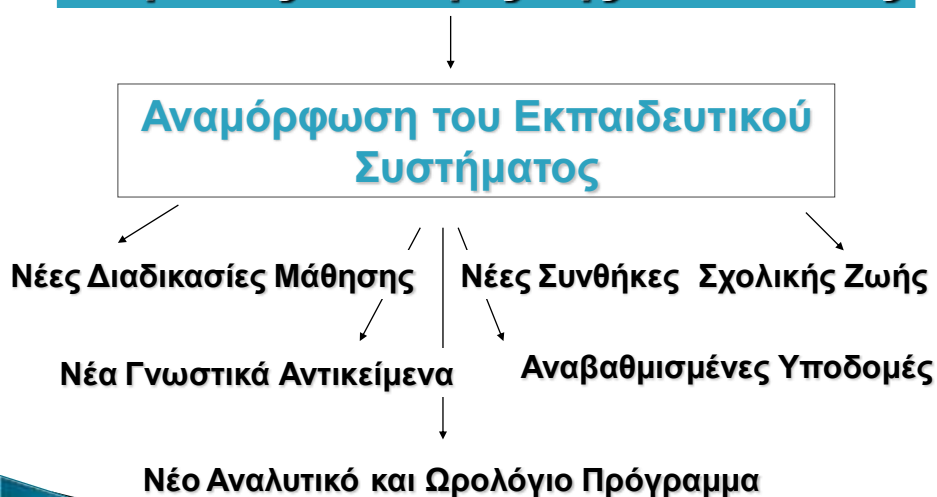 Αναμόρφωση του Εκπαιδευτικού
Συστήματος
Νέες Διαδικασίες Μάθησης
Νέες Συνθήκες Σχολικής Ζωής
Νέα Γνωστικά Αντικείμενα
Αναβαθμισμένες Υποδομές
Νέο Αναλυτικό και Ωρολόγιο Πρόγραμμα